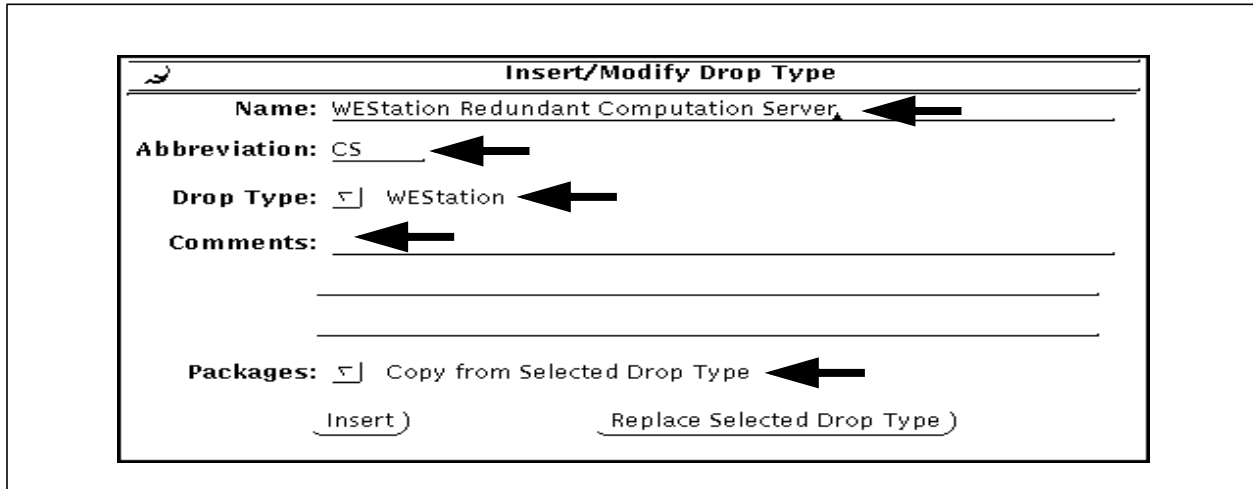 Insert/Modify Drop Type
Name: WEStation Redundant Computation Server
Abbreviation: CS
Drop Type: WEStation
Comments:
Packages: Copy from Selected Drop Type
Insert Replace Selected Drop Type